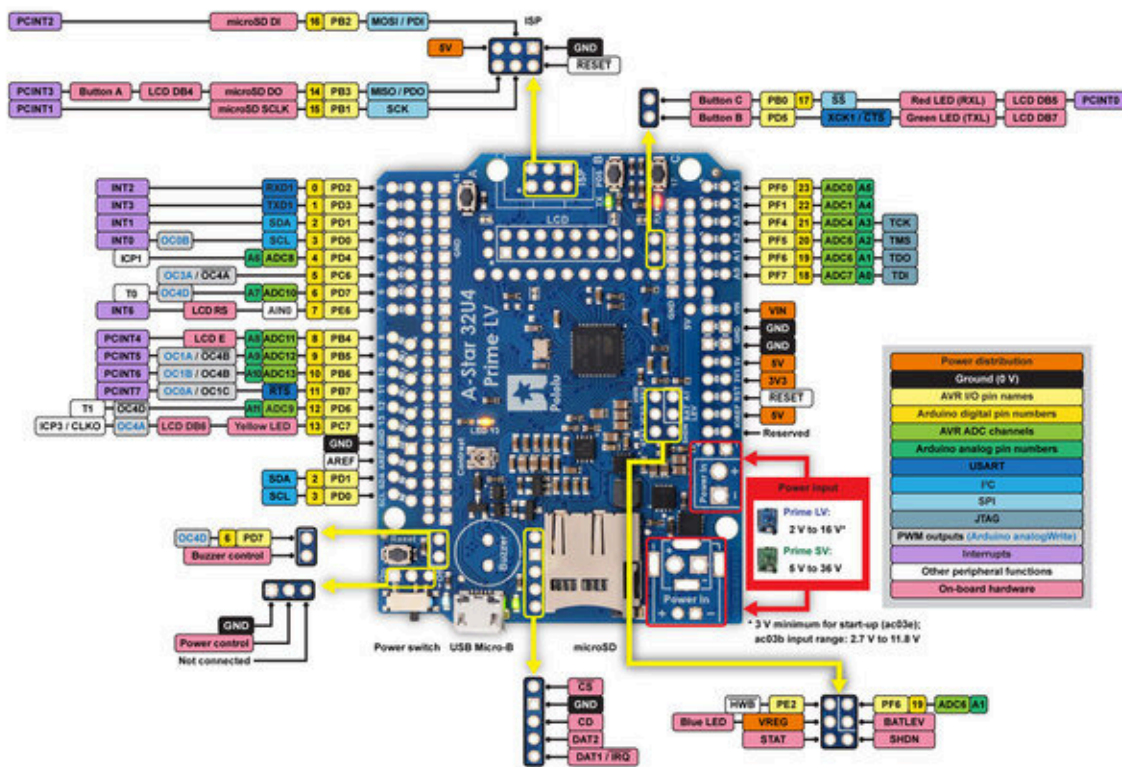 PCINT2 microSD DI 16 PB2 MOSI / PDI ISP
5V GND
RESET
PCINT3 Button A LCD DB4 microSD DO 14 PB3 MISO / PDO
PCINT1 microSD SCLK 15 PB1 SCK
Button C PB0 17 SS Red LED (RXL) LCD DB5 PCINT0
Button B PD5 XCK1 / CTS Green LED (TXL) LCD DB7
INT2 RXD1 0 PD2
INT3 TXD1 1 PD3
INT1 SDA 2 PD1
INT0 OC0B SCL 3 PD0
ICP1 A6 ADC8 4 PD4
OC3A / OC4A 5 PC6
T0 OC4D A7 ADC10 6 PD7
INT6 LCD RS AIN0 7 PE6
PCINT4 LCD E A8 ADC11 8 PB4
PCINT5 OC1A / OC4B A9 ADC12 9 PB5
PCINT6 OC1B / OC4B A10 ADC13 10 PB6
PCINT7 OC0A / OC1C RTS 11 PB7
T1 OC4D A11 ADC9 12 PD6
ICP3 / CLKO OC4A LCD DB6 Yellow LED 13 PC7
GND
AREF
SDA 2 PD1
SCL 3 PD0
OC4D 6 PD7
Buzzer control
GND
Power control
Not connected
A
B
C
ISP
LCD
A-Star 32U4
Prime LV
Pololu
LED 13
Contrast
Reset
Buzzer
Power In
Power In
Power switch
USB Micro-B
microSD
PF0 23 ADC0 A5
PF1 22 ADC1 A4
PF4 21 ADC4 A3 TCK
PF5 20 ADC5 A2 TMS
PF6 19 ADC6 A1 TDO
PF7 18 ADC7 A0 TDI
VIN
GND
GND
5V
3V3
RESET
5V
Reserved
Power input
Prime LV:
2 V to 16 V*
Prime SV:
5 V to 36 V
* 3 V minimum for start-up (ac03e);
ac03b input range: 2.7 V to 11.8 V
Power distribution
Ground (0 V)
AVR I/O pin names
Arduino digital pin numbers
AVR ADC channels
Arduino analog pin numbers
USART
I²C
SPI
JTAG
PWM outputs (Arduino analogWrite)
Interrupts
Other peripheral functions
On-board hardware
CS
GND
CD
DAT2
DAT1 / IRQ
HWB PE2 PF6 19 ADC6 A1
Blue LED VREG BATLEV
STAT SHDN